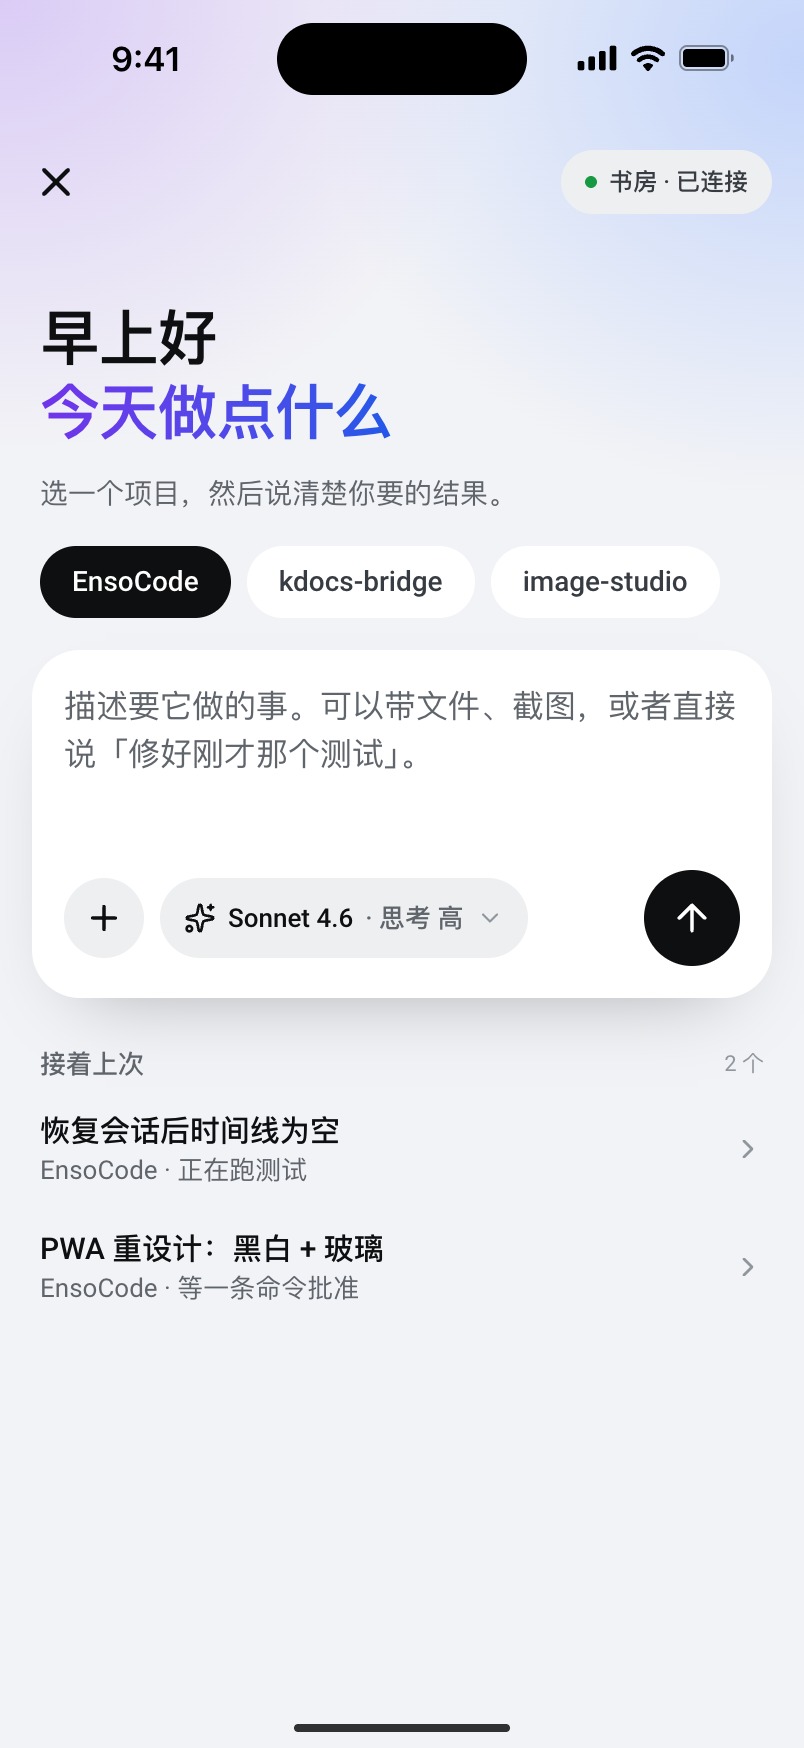 9:41
书房 · 已连接
早上好
今天做点什么
选一个项目，然后说清楚你要的结果。
EnsoCode
kdocs-bridge
image-studio
描述要它做的事。可以带文件、截图，或者直接
说「修好刚才那个测试」。
Sonnet 4.6 · 思考 高
接着上次
2 个
恢复会话后时间线为空
EnsoCode · 正在跑测试
PWA 重设计：黑白 + 玻璃
EnsoCode · 等一条命令批准